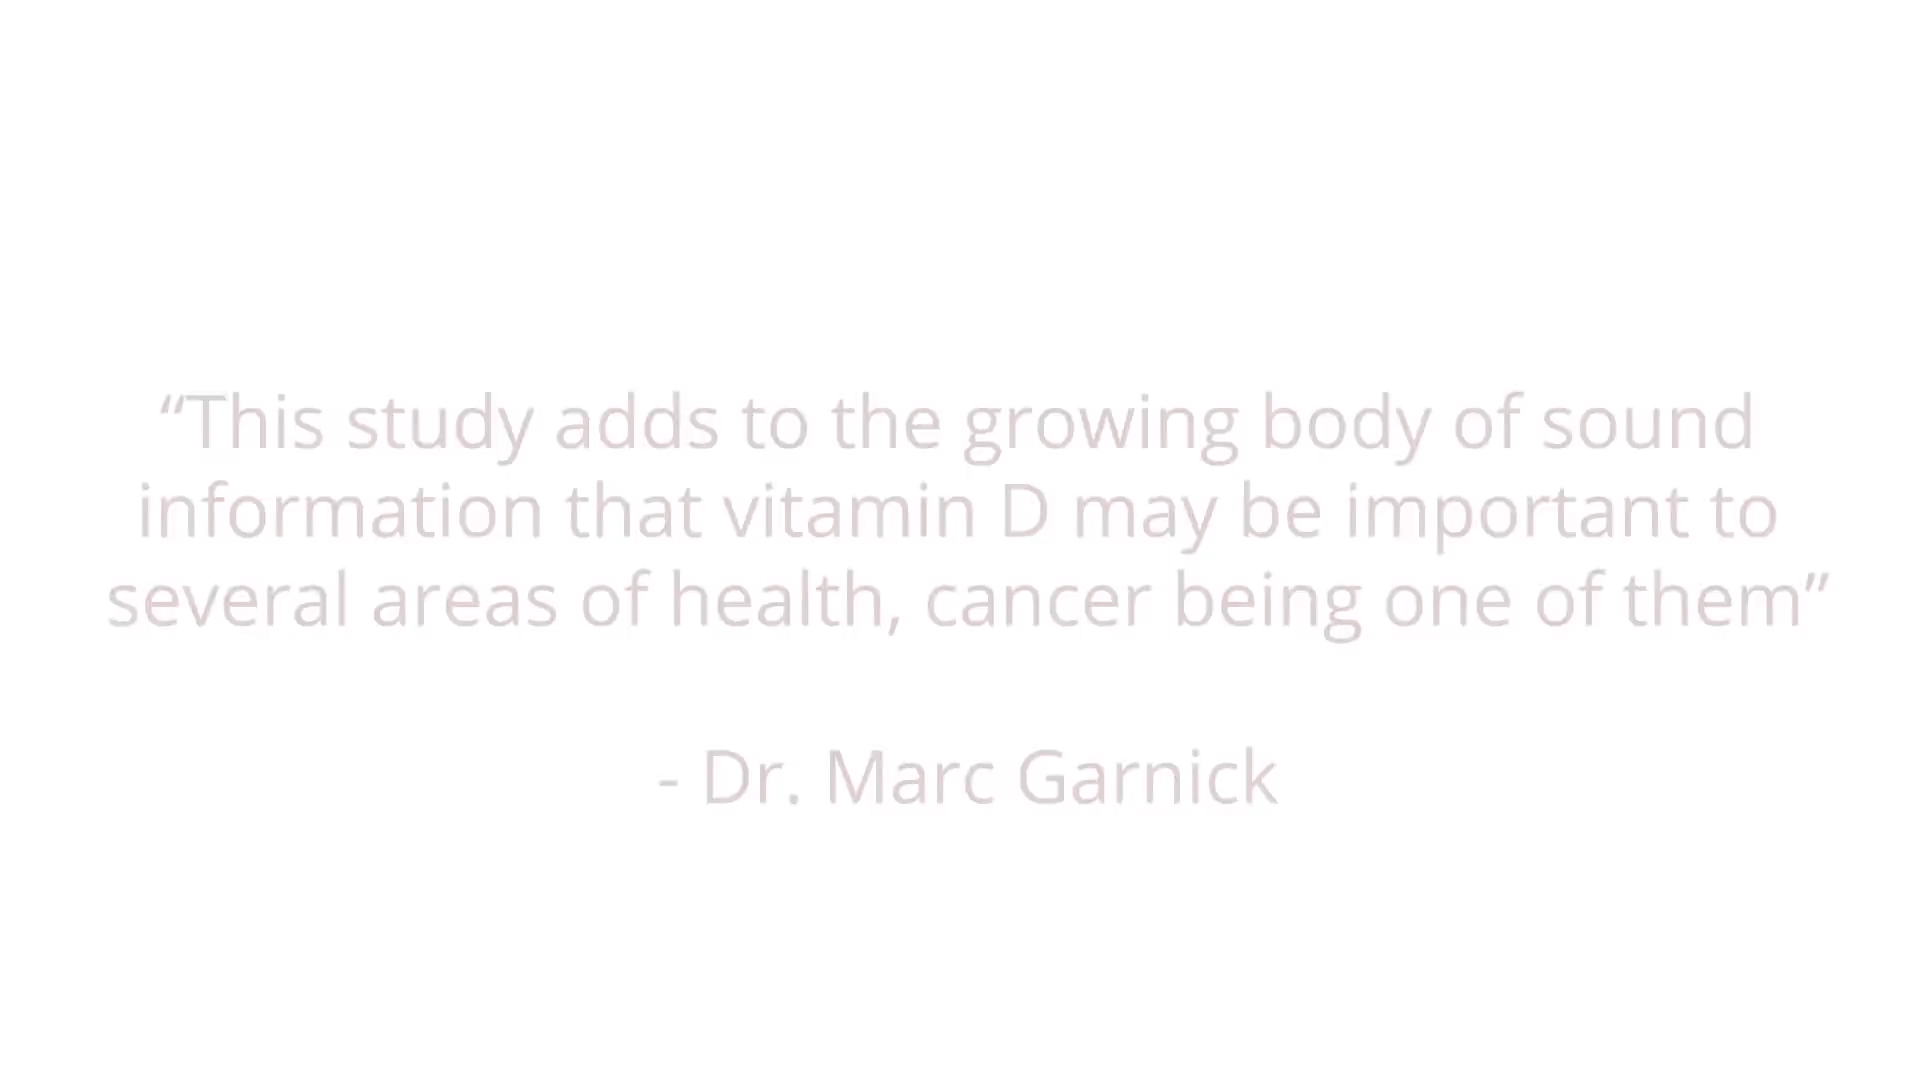 “This study adds to the growing body of sound
information that vitamin D may be important to
several areas of health, cancer being one of them”
- Dr. Marc Garnick